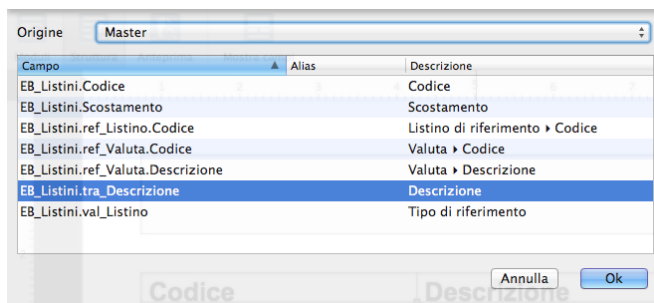 Origine Master
Campo Alias Descrizione
EB_Listini.Codice Codice
EB_Listini.Scostamento Scostamento
EB_Listini.ref_Listino.Codice Listino di riferimento ▸ Codice
EB_Listini.ref_Valuta.Codice Valuta ▸ Codice
EB_Listini.ref_Valuta.Descrizione Valuta ▸ Descrizione
EB_Listini.tra_Descrizione Descrizione
EB_Listini.val_Listino Tipo di riferimento
Annulla Ok
Codice Descrizione